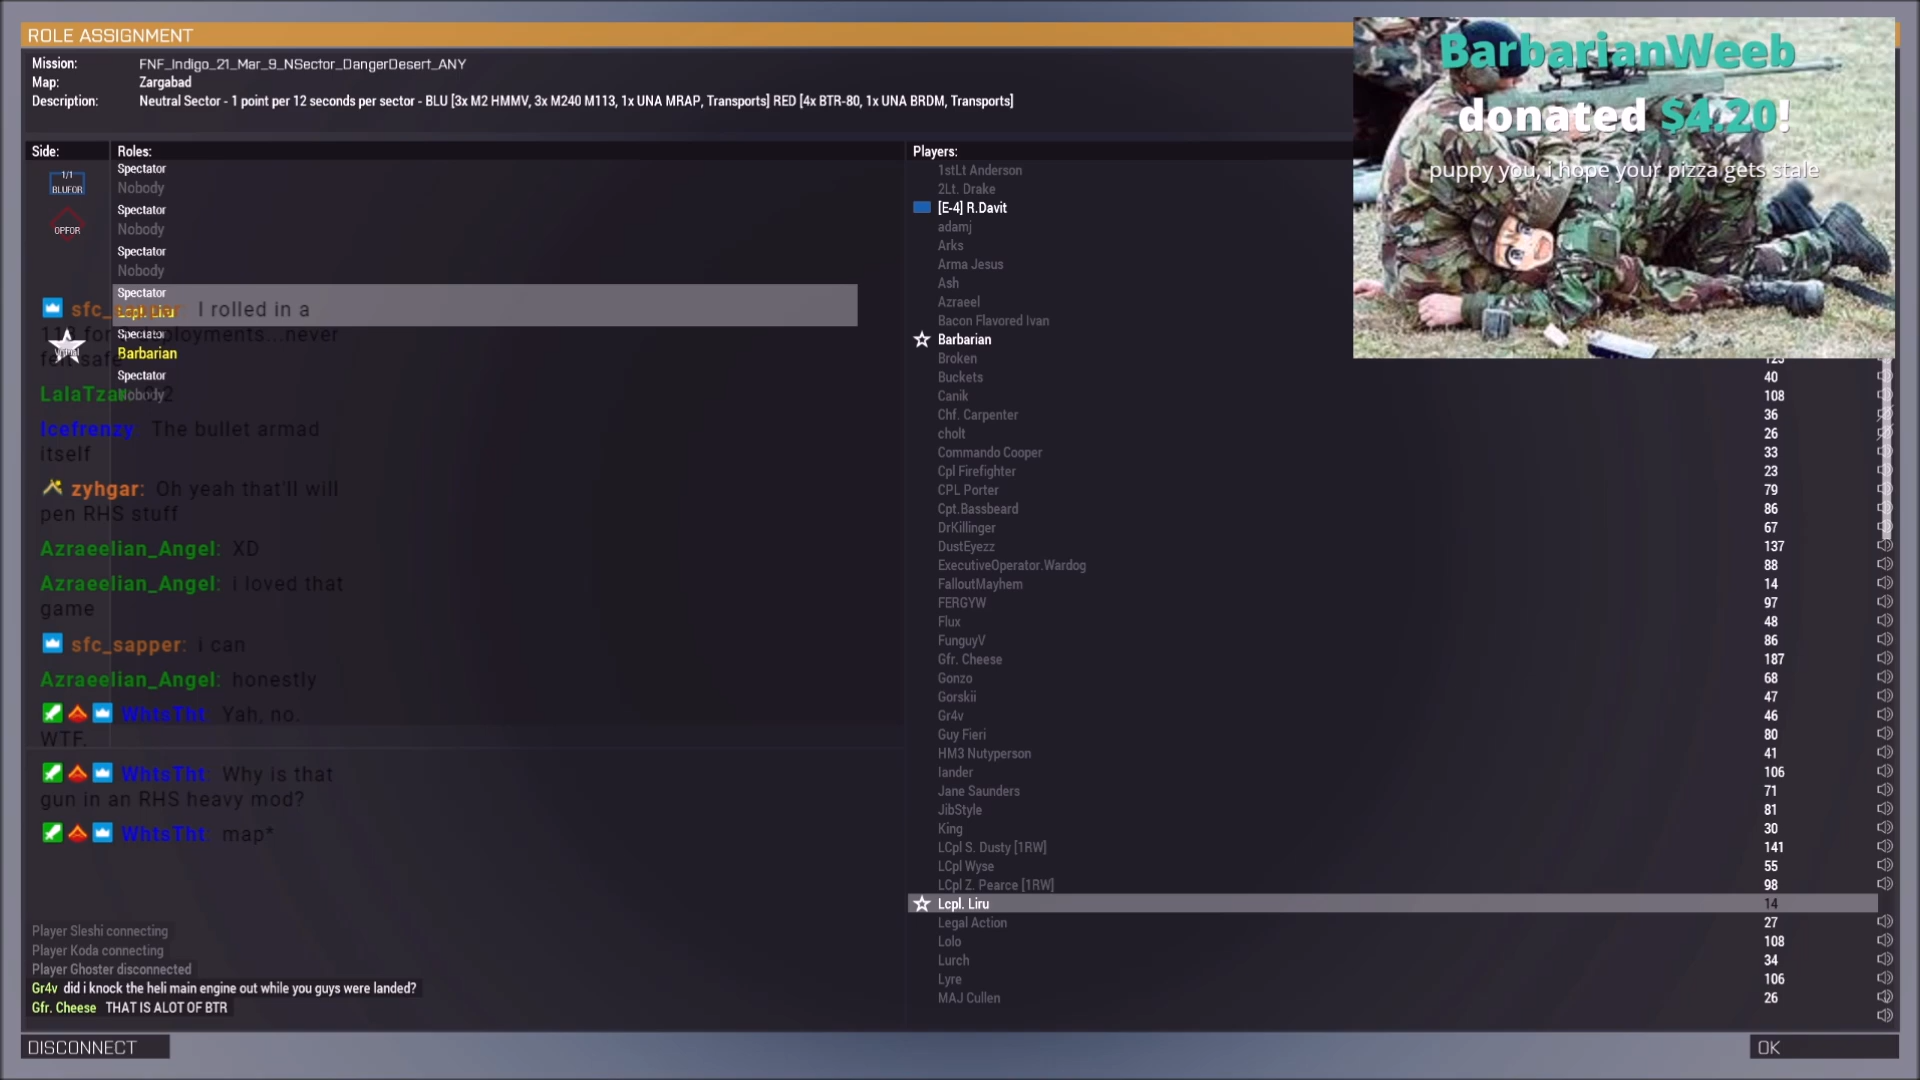 ROLE ASSIGNMENT
Mission: FNF_Indigo_21_Mar_9_NSector_DangerDesert_ANY
Map: Zargabad
Description: Neutral Sector - 1 point per 12 seconds per sector - BLU [3x M2 HMMV, 3x M240 M113, 1x UNA MRAP, Transports] RED [4x BTR-80, 1x UNA BRDM, Transports]
BarbarianWeeb
donated $4.20!
puppy you, i hope your pizza gets stale
Side:
1/1
BLUFOR
OPFOR
Roles:
Spectator
Nobody
Spectator
Nobody
Spectator
Nobody
Spectator
Lcpl. Liru
Spectator
Barbarian
Spectator
Nobody
sfc_sapper: I rolled in a
113 for deployments...never
felt safe
LalaTzar
Icefrenzy: The bullet armad
itself
zyhgar: Oh yeah that'll will
pen RHS stuff
Azraeelian_Angel: XD
Azraeelian_Angel: i loved that
game
sfc_sapper: i can
Azraeelian_Angel: honestly
WhtsTht: Yah, no.
WTF.
WhtsTht: Why is that
gun in an RHS heavy mod?
WhtsTht: map*
Player Sleshi connecting
Player Koda connecting
Player Ghoster disconnected
Gr4v did i knock the heli main engine out while you guys were landed?
Gfr. Cheese THAT IS ALOT OF BTR
Players:
1stLt Anderson
2Lt. Drake
[E-4] R.Davit
adamj
Arks
Arma Jesus
Ash
Azraeel
Bacon Flavored Ivan
Barbarian
Broken 123
Buckets 40
Canik 108
Chf. Carpenter 36
cholt 26
Commando Cooper 33
Cpl Firefighter 23
CPL Porter 79
Cpt.Bassbeard 86
DrKillinger 67
DustEyezz 137
ExecutiveOperator.Wardog 88
FalloutMayhem 14
FERGYW 97
Flux 48
FunguyV 86
Gfr. Cheese 187
Gonzo 68
Gorskii 47
Gr4v 46
Guy Fieri 80
HM3 Nutyperson 41
Iander 106
Jane Saunders 71
JibStyle 81
King 30
LCpl S. Dusty [1RW] 141
LCpl Wyse 55
LCpl Z. Pearce [1RW] 98
Lcpl. Liru 14
Legal Action 27
Lolo 108
Lurch 34
Lyre 106
MAJ Cullen 26
DISCONNECT
OK